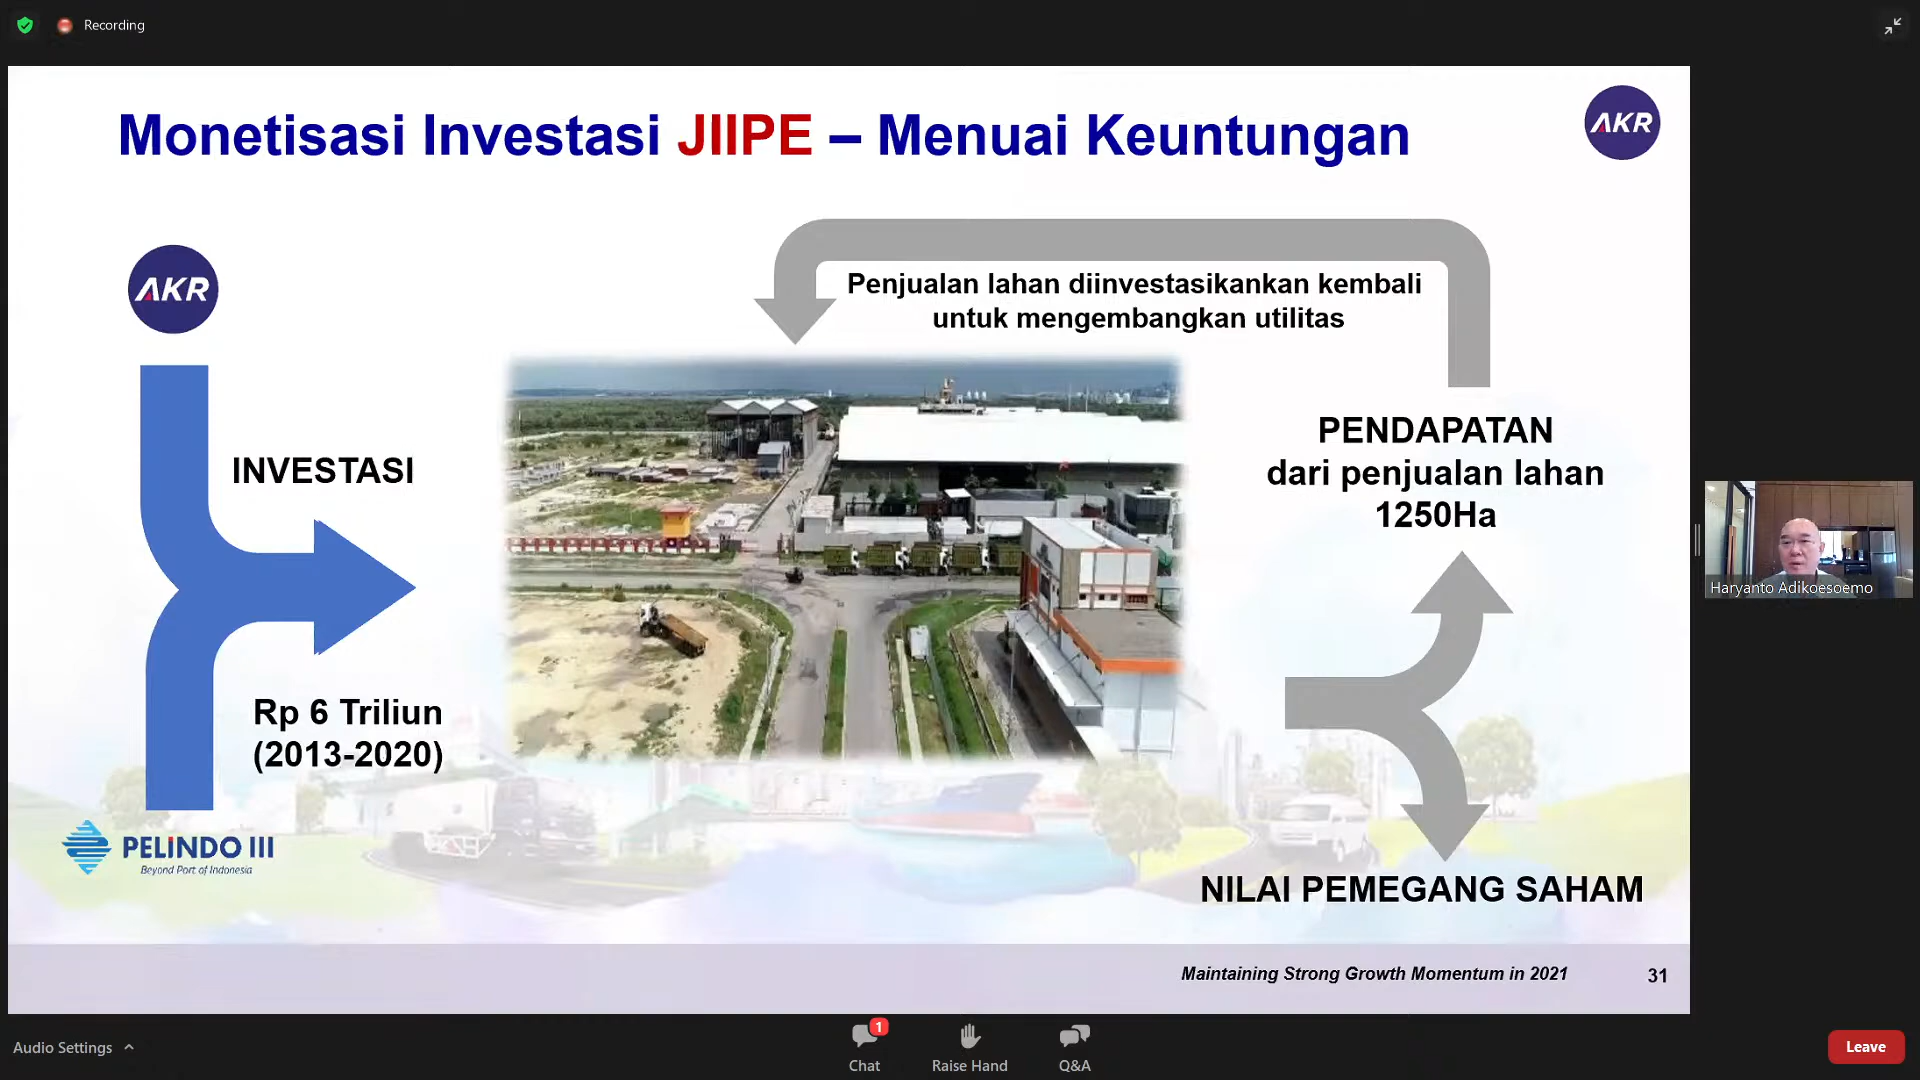 Recording
Monetisasi Investasi JIIPE – Menuai Keuntungan
AKR
AKR
Penjualan lahan diinvestasikankan kembali
untuk mengembangkan utilitas
INVESTASI
PENDAPATAN
dari penjualan lahan
1250Ha
Haryanto Adikoesoemo
Rp 6 Triliun
(2013-2020)
PELINDO III
Beyond Port of Indonesia
NILAI PEMEGANG SAHAM
Maintaining Strong Growth Momentum in 2021
31
Audio Settings
1
Chat
Raise Hand
Q&A
Leave